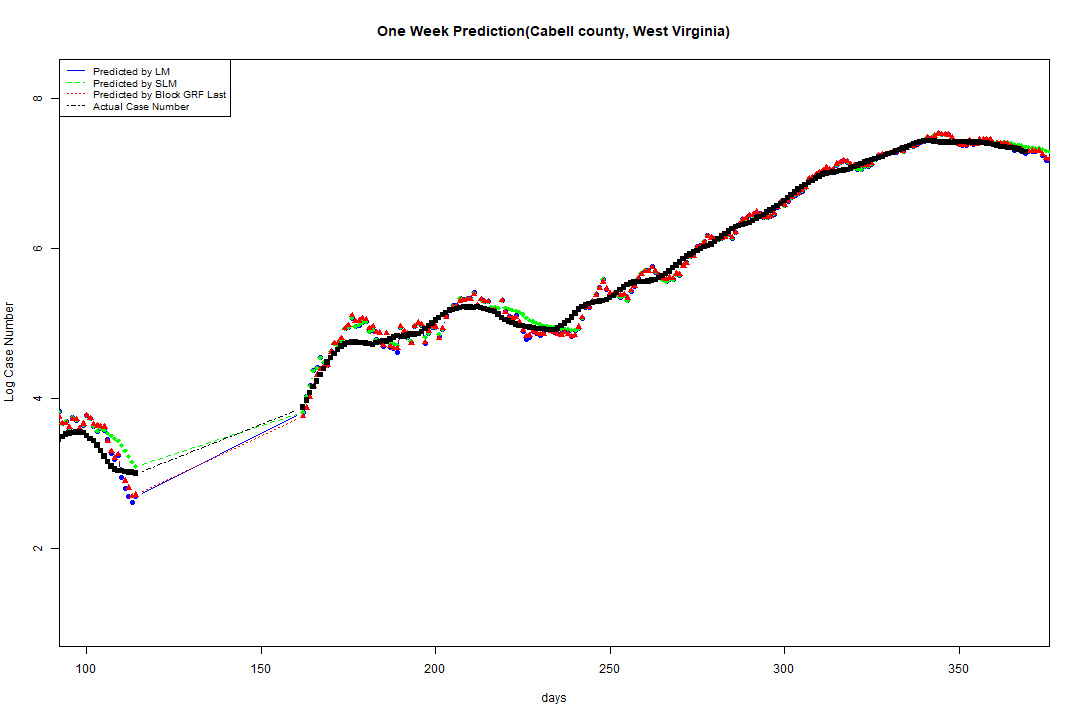 One Week Prediction(Cabell county, West Virginia)
Predicted by LM
Predicted by SLM
Predicted by Block GRF Last
Actual Case Number
8
6
4
2
Log Case Number
100 150 200 250 300 350
days